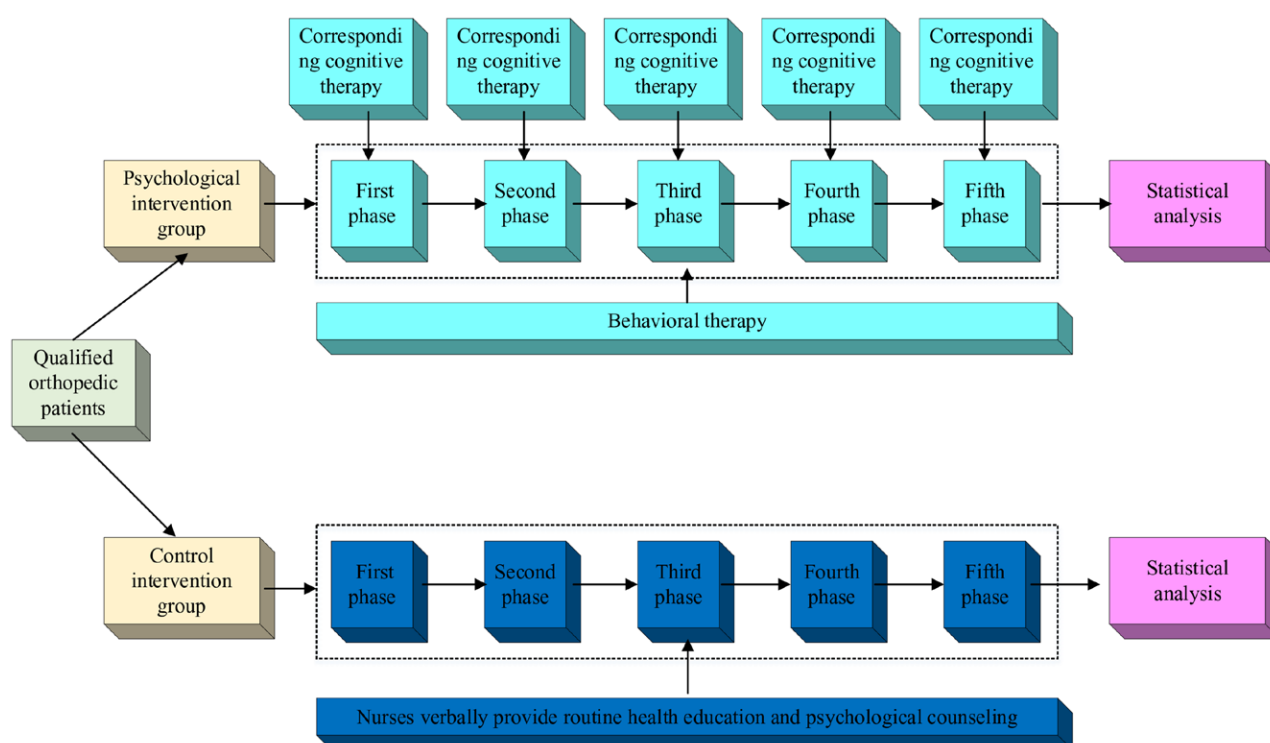 Correspondi
ng cognitive
therapy
Correspondi
ng cognitive
therapy
Correspondi
ng cognitive
therapy
Correspondi
ng cognitive
therapy
Correspondi
ng cognitive
therapy
Psychological
intervention
group
First
phase
Second
phase
Third
phase
Fourth
phase
Fifth
phase
Statistical
analysis
Behavioral therapy
Qualified
orthopedic
patients
Control
intervention
group
First
phase
Second
phase
Third
phase
Fourth
phase
Fifth
phase
Statistical
analysis
Nurses verbally provide routine health education and psychological counseling